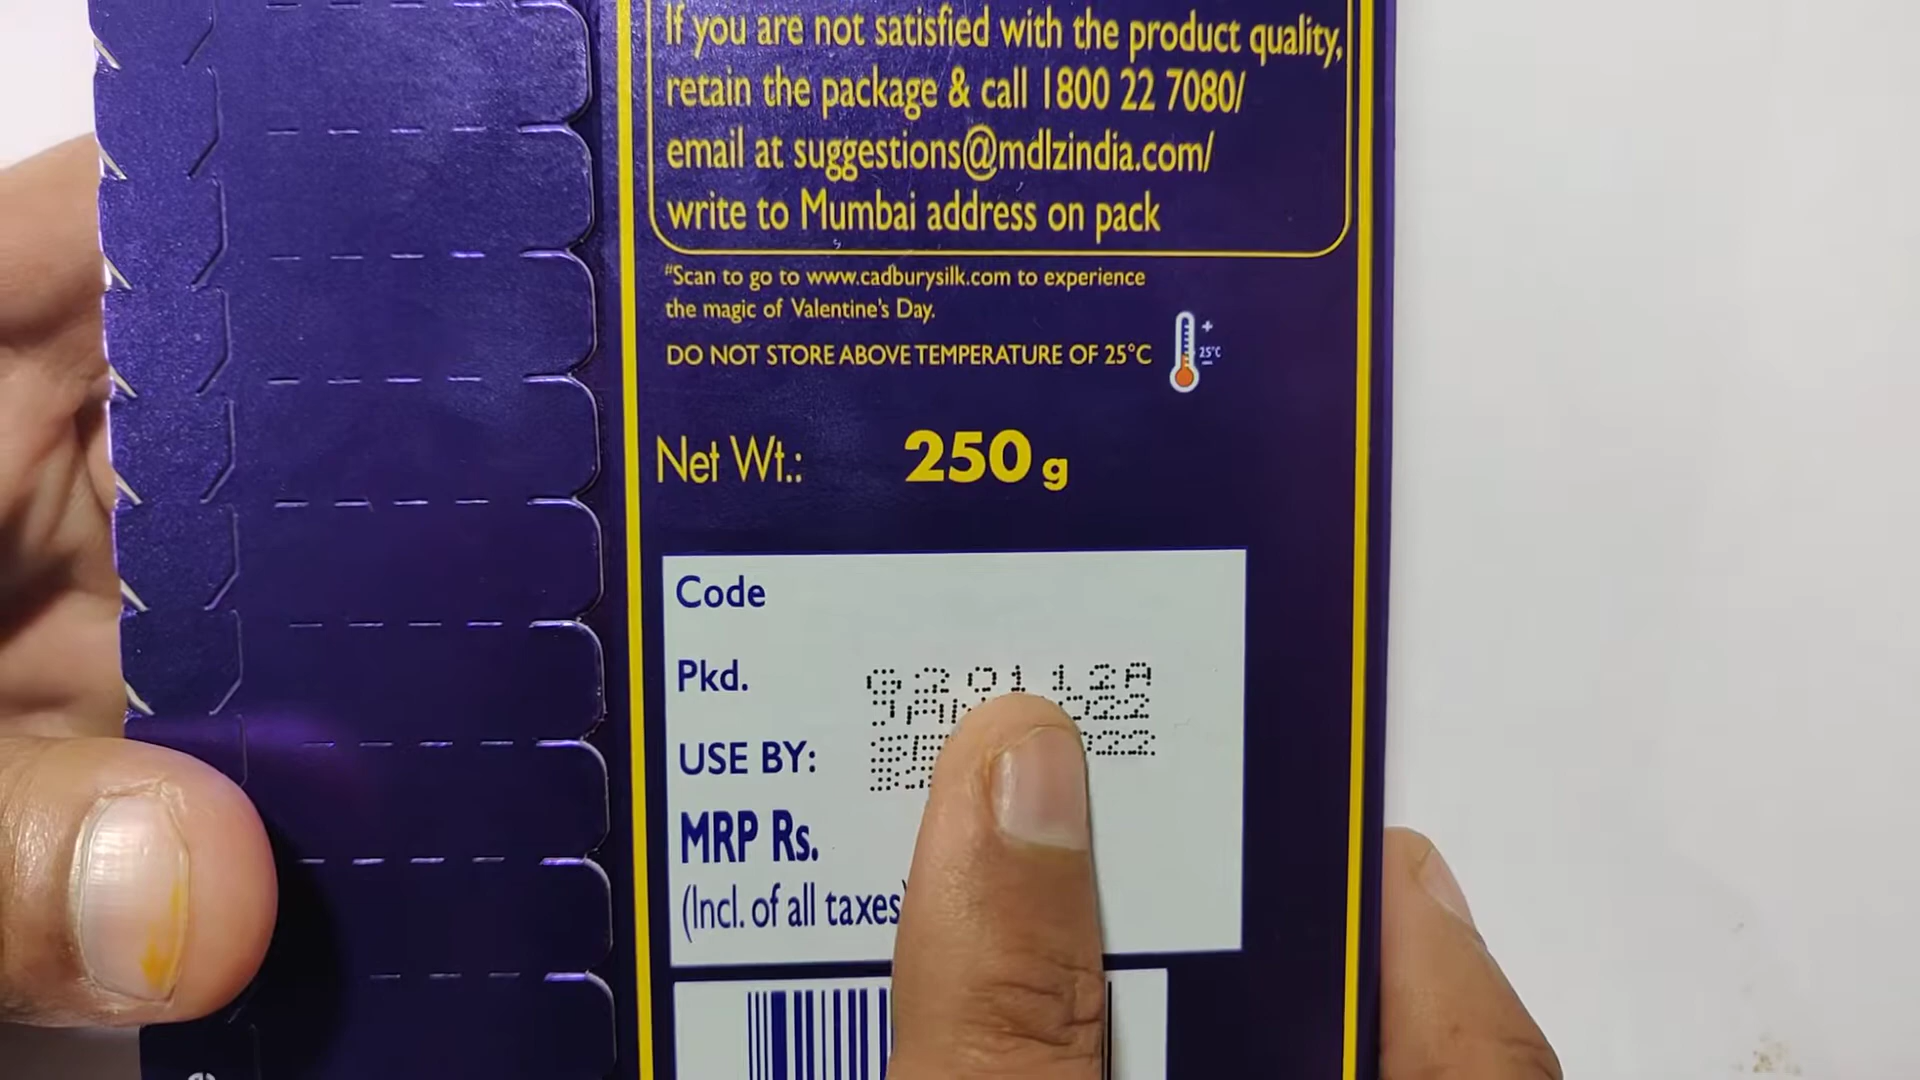 If you are not satisfied with the product quality,
retain the package & call 1800 22 7080/
email at suggestions@mdlzindia.com/
write to Mumbai address on pack
#Scan to go to www.cadburysilk.com to experience
the magic of Valentine's Day.
DO NOT STORE ABOVE TEMPERATURE OF 25°C
+
25°C
Net Wt.: 250 g
Code
Pkd. G20112A
USE BY:
MRP Rs.
(Incl. of all taxes